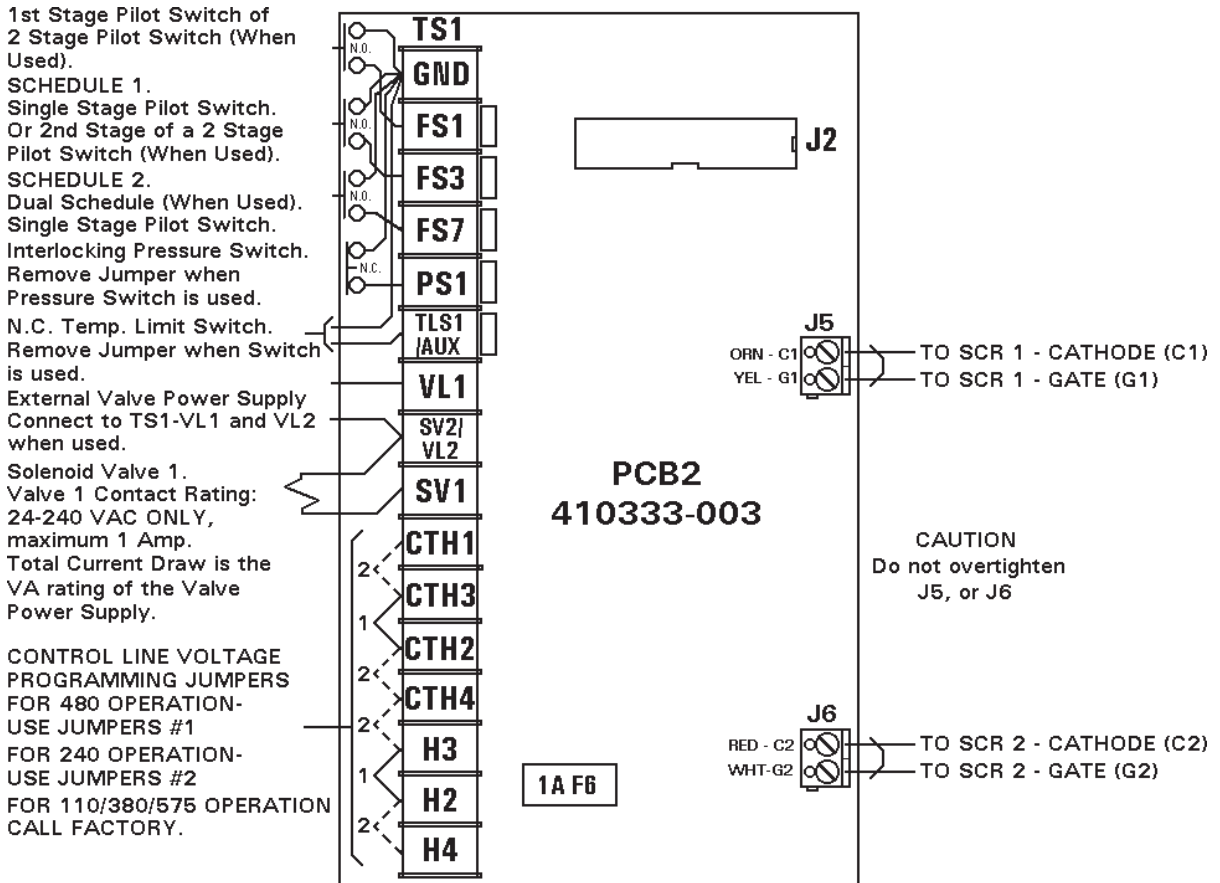 1st Stage Pilot Switch of
2 Stage Pilot Switch (When
Used).
SCHEDULE 1.
Single Stage Pilot Switch.
Or 2nd Stage of a 2 Stage
Pilot Switch (When Used).
SCHEDULE 2.
Dual Schedule (When Used).
Single Stage Pilot Switch.
Interlocking Pressure Switch.
Remove Jumper when
Pressure Switch is used.
N.C. Temp. Limit Switch.
Remove Jumper when Switch
is used.
External Valve Power Supply
Connect to TS1-VL1 and VL2
when used.
Solenoid Valve 1.
Valve 1 Contact Rating:
24-240 VAC ONLY,
maximum 1 Amp.
Total Current Draw is the
VA rating of the Valve
Power Supply.
CONTROL LINE VOLTAGE
PROGRAMMING JUMPERS
FOR 480 OPERATION-
USE JUMPERS #1
FOR 240 OPERATION-
USE JUMPERS #2
FOR 110/380/575 OPERATION
CALL FACTORY.
N.O.
N.O.
N.O.
N.C.
2
1
2
2
1
2
TS1
GND
FS1
FS3
FS7
PS1
TLS1
/AUX
VL1
SV2/
VL2
SV1
CTH1
CTH3
CTH2
CTH4
H3
H2
H4
J2
PCB2
410333-003
1A F6
J5
ORN - C1
TO SCR 1 - CATHODE (C1)
YEL - G1
TO SCR 1 - GATE (G1)
CAUTION
Do not overtighten
J5, or J6
J6
RED - C2
TO SCR 2 - CATHODE (C2)
WHT-G2
TO SCR 2 - GATE (G2)